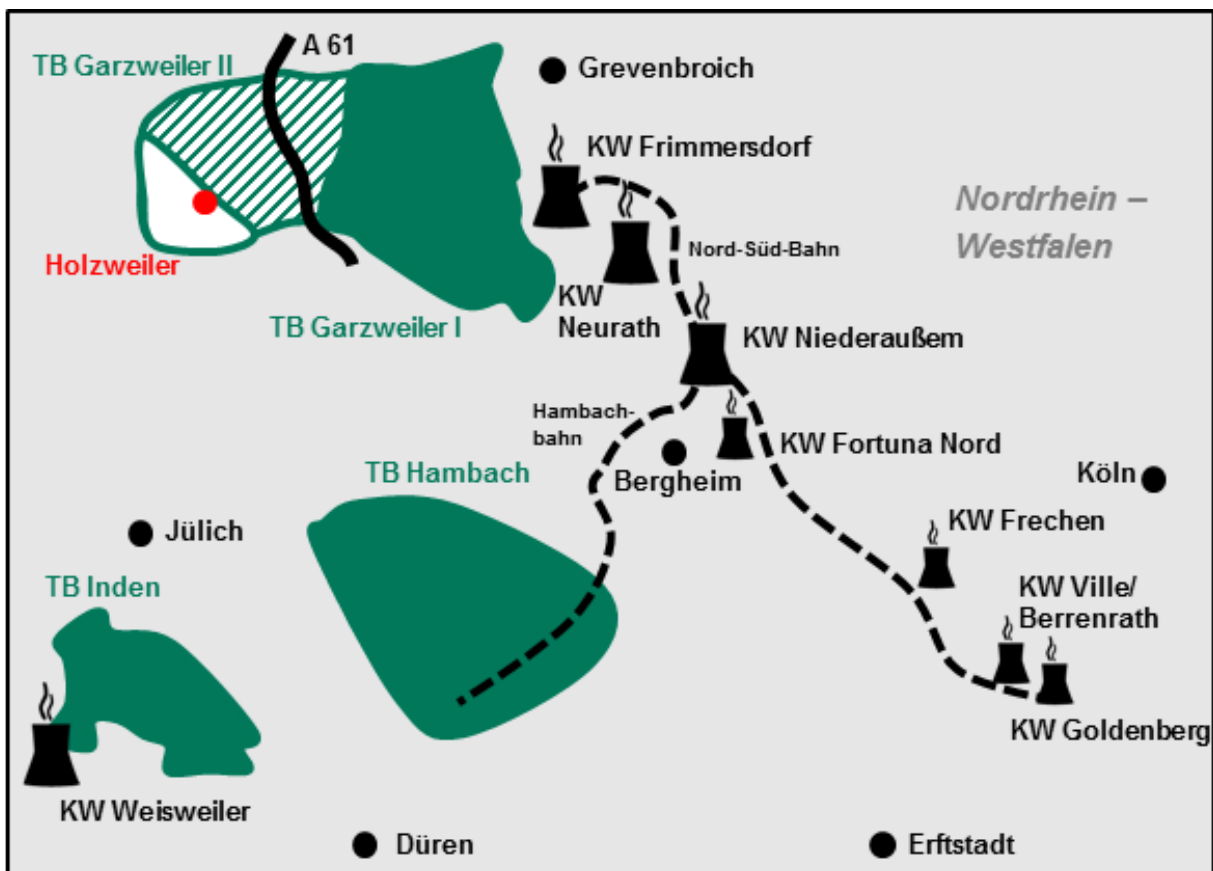 A 61
TB Garzweiler II
Grevenbroich
KW Frimmersdorf
Nordrhein –
Westfalen
Holzweiler
Nord-Süd-Bahn
KW
Neurath
TB Garzweiler I
KW Niederaußem
Hambach-
bahn
KW Fortuna Nord
TB Hambach
Bergheim
Köln
Jülich
KW Frechen
TB Inden
KW Ville/
Berrenrath
KW Goldenberg
KW Weisweiler
Düren
Erftstadt